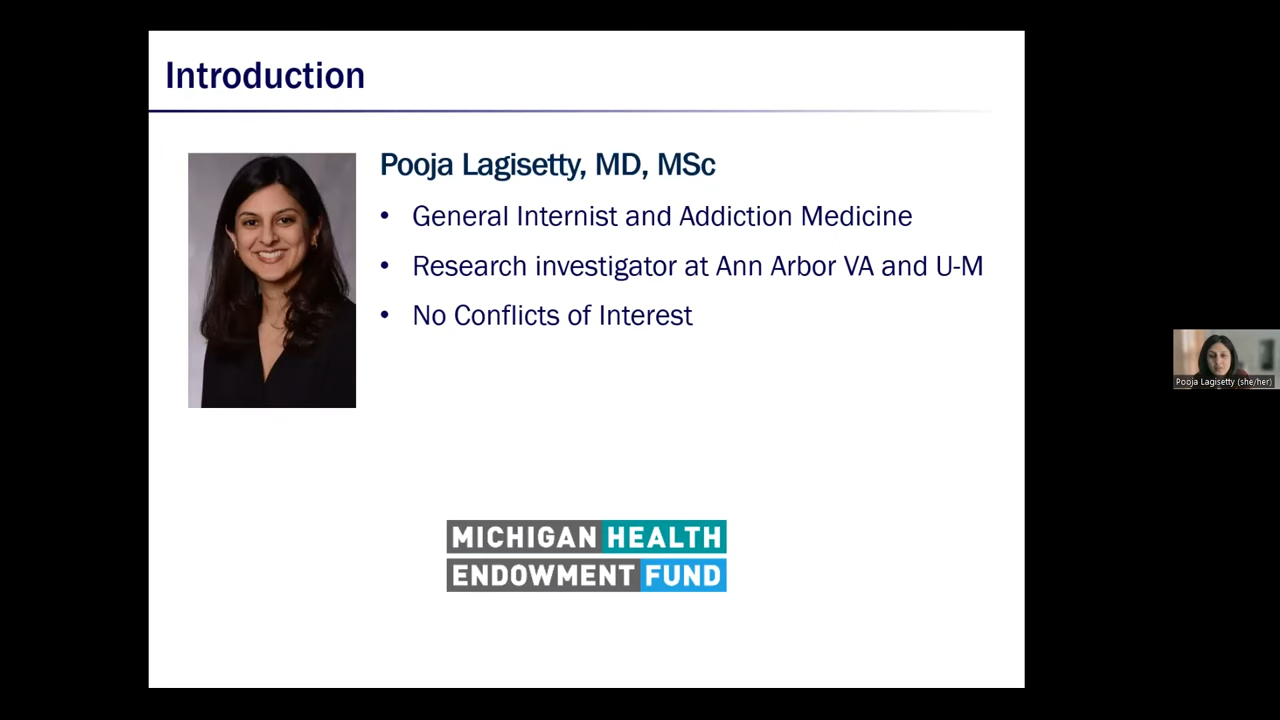 Introduction
Pooja Lagisetty, MD, MSc
• General Internist and Addiction Medicine
• Research investigator at Ann Arbor VA and U-M
• No Conflicts of Interest
MICHIGAN HEALTH
ENDOWMENT FUND
Pooja Lagisetty (she/her)